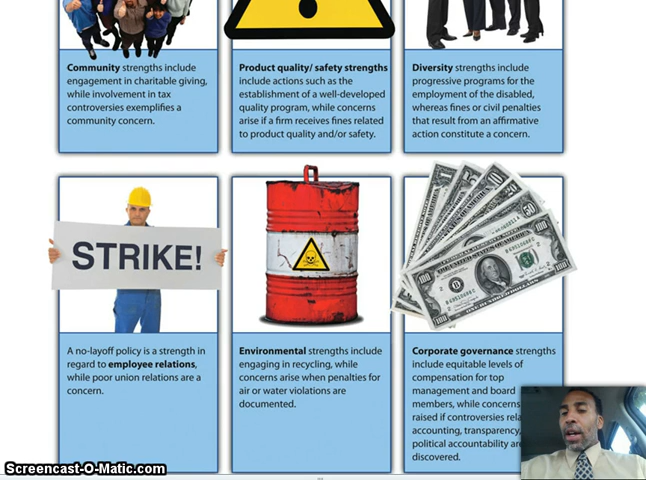 Community strengths include
engagement in charitable giving,
while involvement in tax
controversies exemplifies a
community concern.
Product quality/ safety strengths
include actions such as the
establishment of a well-developed
quality program, while concerns
arise if a firm receives fines related
to product quality and/or safety.
Diversity strengths include
progressive programs for the
employment of the disabled,
whereas fines or civil penalties
that result from an affirmative
action constitute a concern.
STRIKE!
A no-layoff policy is a strength in
regard to employee relations,
while poor union relations are a
concern.
Environmental strengths include
engaging in recycling, while
concerns arise when penalties for
air or water violations are
documented.
Corporate governance strengths
include equitable levels of
compensation for top
management and board
members, while concerns
raised if controversies
accounting, transparency,
political accountability
discovered.
Screencast-O-Matic.com